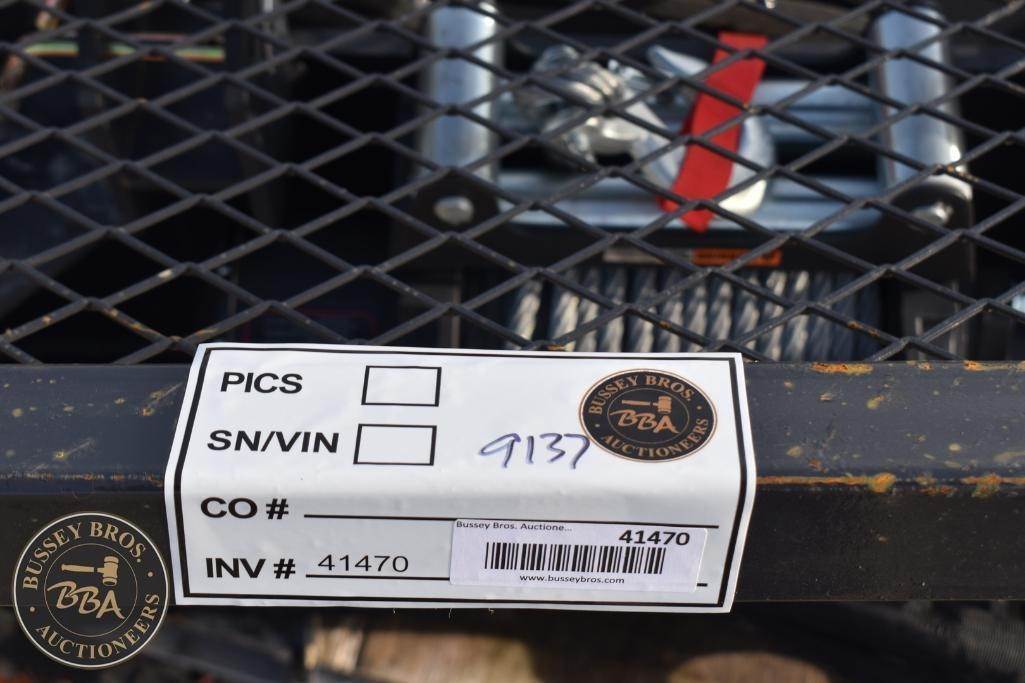 PICS
SN/VIN
9137
BUSSEY BROS.
BBA
AUCTIONEERS
CO #
INV # 41470
Bussey Bros. Auctione...
41470
www.busseybros.com
BUSSEY BROS.
BBA
AUCTIONEERS